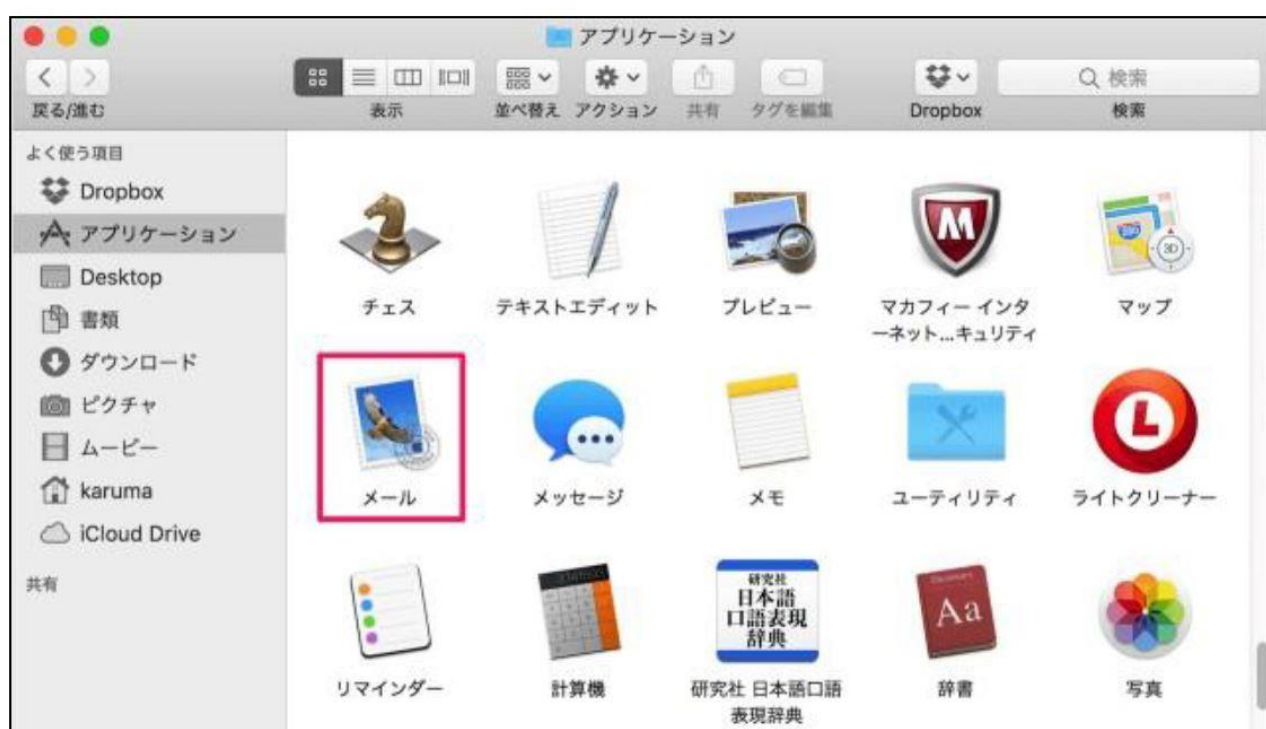 アプリケーション
検索
戻る/進む
表示
並べ替え
アクション
共有
タグを編集
Dropbox
検索
よく使う項目
Dropbox
アプリケーション
Desktop
書類
ダウンロード
ピクチャ
ムービー
karuma
iCloud Drive
共有
チェス
テキストエディット
プレビュー
マカフィー インタ
ーネット...キュリティ
マップ
280
3D
メール
メッセージ
メモ
ユーティリティ
L
ライトクリーナー
リマインダー
計算機
研究社
日本語
口語表現
辞典
研究社 日本語口語
表現辞典
Aa
辞書
写真